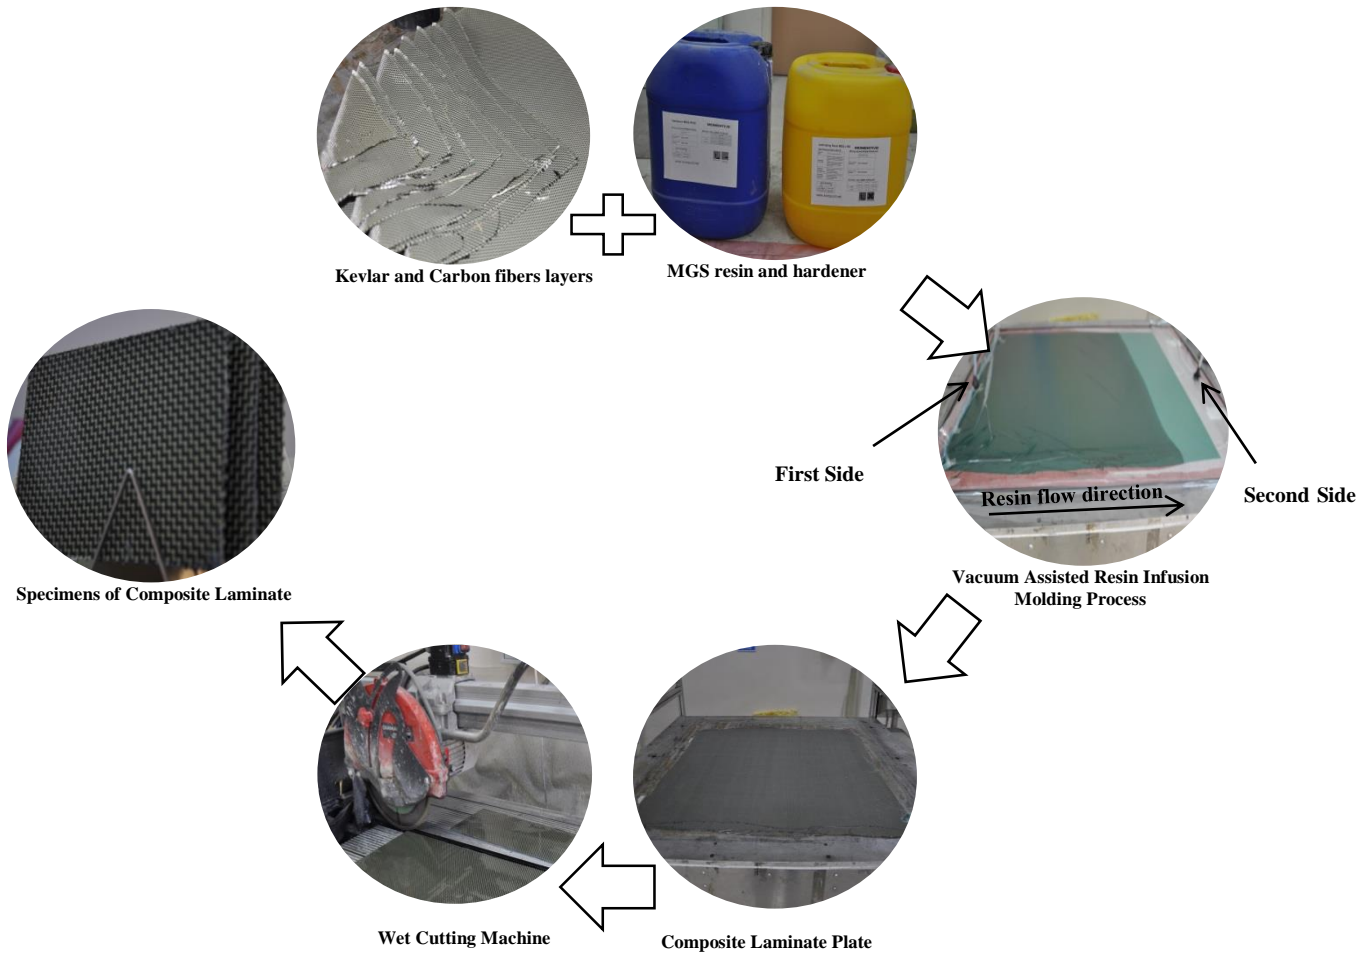 Kevlar and Carbon fibers layers
MGS resin and hardener
First Side
Second Side
Resin flow direction
Vacuum Assisted Resin Infusion
Molding Process
Specimens of Composite Laminate
Wet Cutting Machine
Composite Laminate Plate